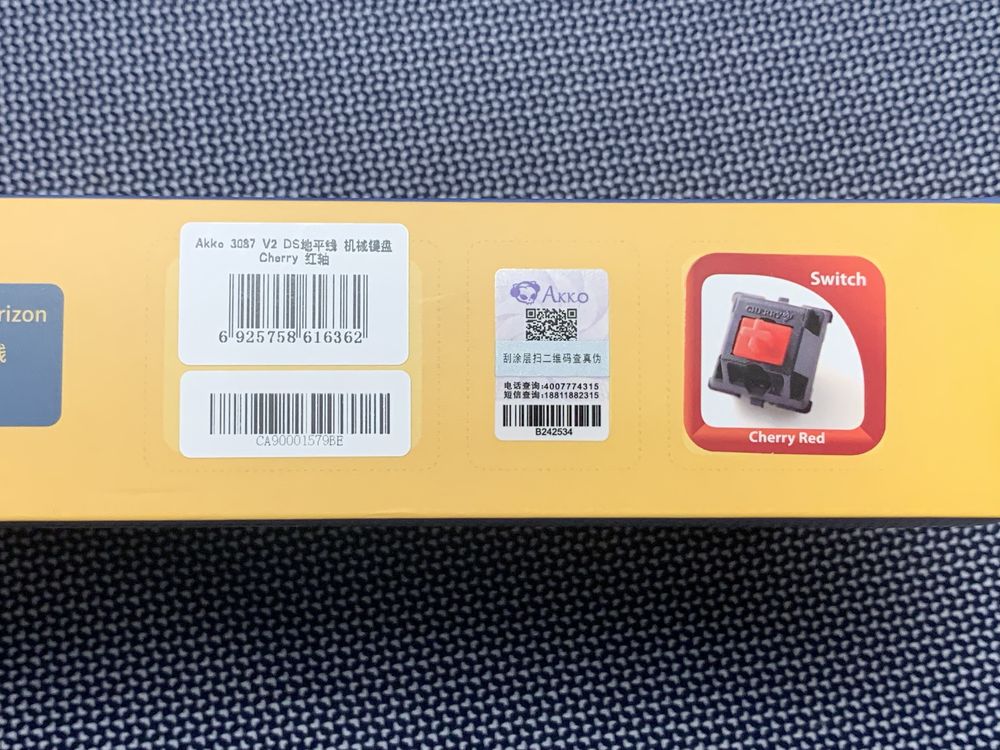 rizon
线
Akko 3087 V2 DS地平线 机械键盘
Cherry 红轴
6 925758 616362
CA90001579BE
AKKO
刮涂层扫二维码查真伪
电话查询:4007774315
短信查询:18811882315
B242534
Switch
CHERRY
Cherry Red